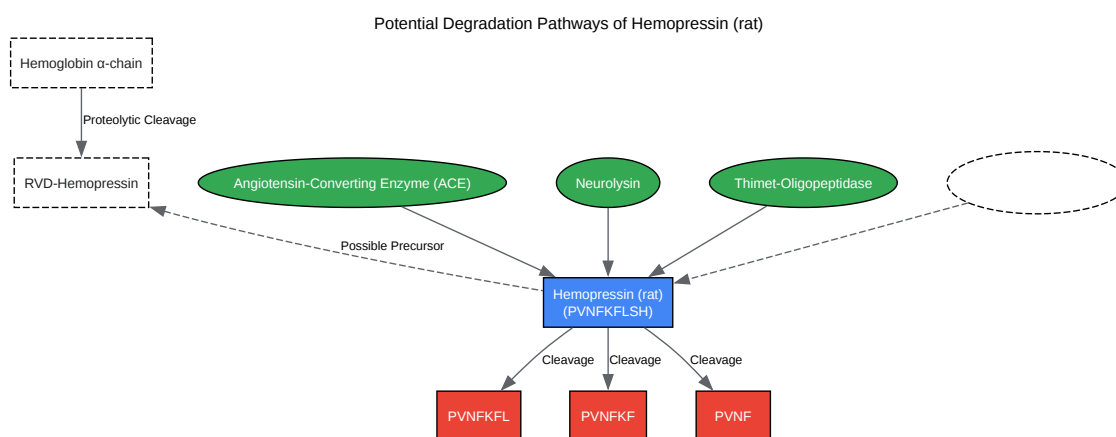 Potential Degradation Pathways of Hemopressin (rat)
Hemoglobin α-chain
Proteolytic Cleavage
RVD-Hemopressin
Angiotensin-Converting Enzyme (ACE)
Neurolysin
Thimet-Oligopeptidase
Possible Precursor
Hemopressin (rat)
(PVNFKFLSH)
Cleavage
Cleavage
Cleavage
PVNFKFL
PVNFKF
PVNF